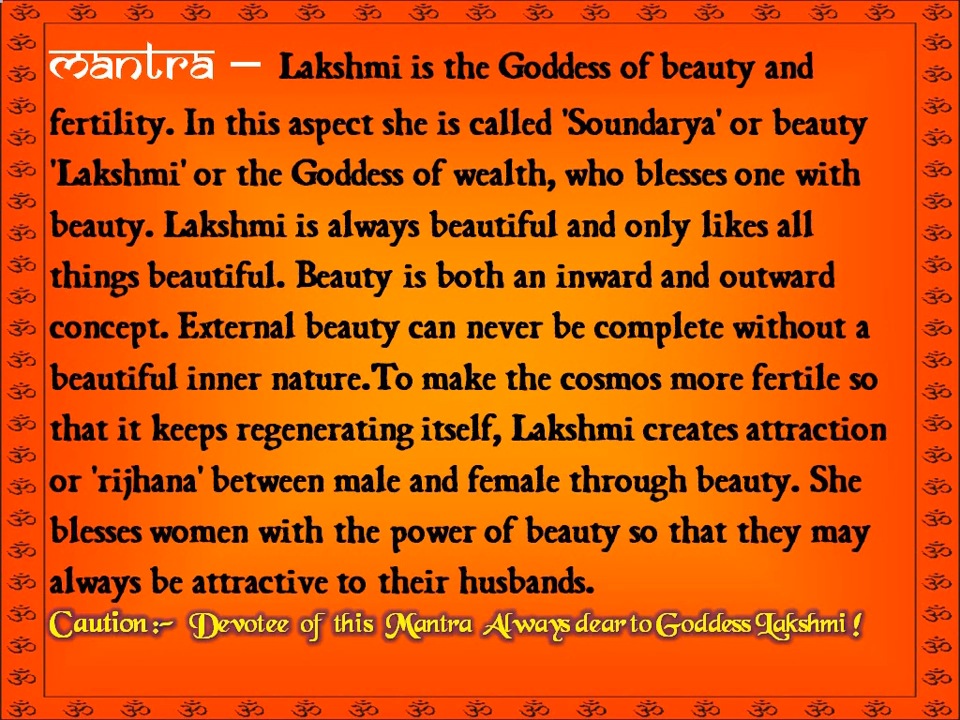 Mantra – Lakshmi is the Goddess of beauty and
fertility. In this aspect she is called 'Soundarya' or beauty
'Lakshmi' or the Goddess of wealth, who blesses one with
beauty. Lakshmi is always beautiful and only likes all
things beautiful. Beauty is both an inward and outward
concept. External beauty can never be complete without a
beautiful inner nature.To make the cosmos more fertile so
that it keeps regenerating itself, Lakshmi creates attraction
or 'rijhana' between male and female through beauty. She
blesses women with the power of beauty so that they may
always be attractive to their husbands.
Caution :- Devotee of this Mantra Always dear to Goddess Lakshmi !